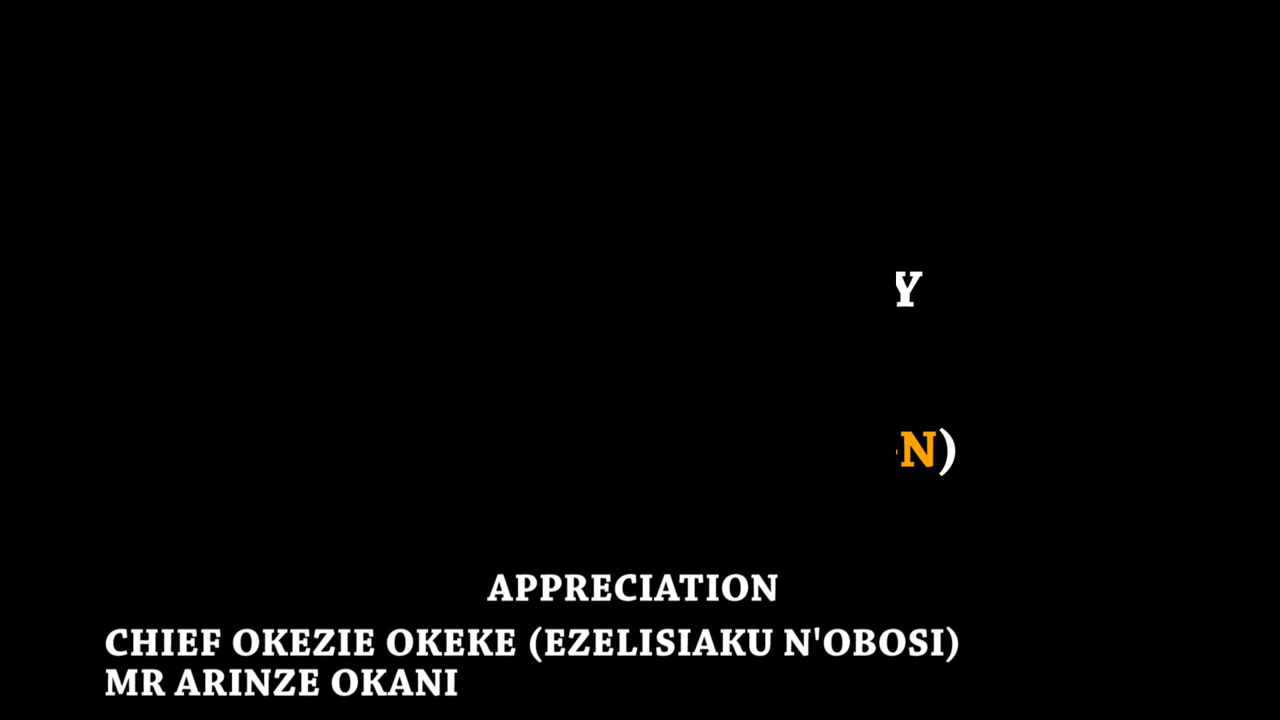 Y
N)
APPRECIATION
CHIEF OKEZIE OKEKE (EZELISIAKU N'OBOSI)
MR ARINZE OKANI